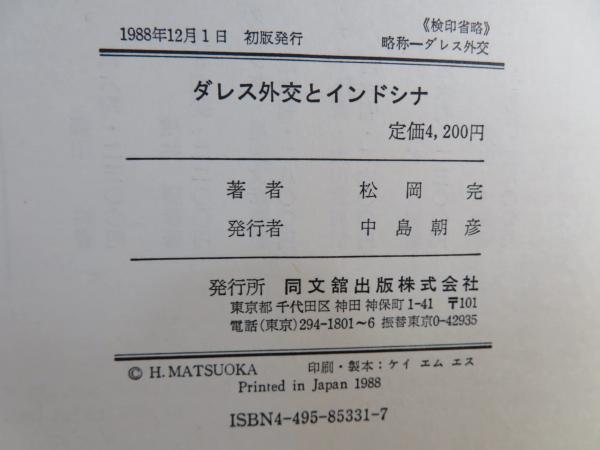 1988年12月1日 初版発行
《検印省略》
略称―ダレス外交
ダレス外交とインドシナ
定価4,200円
著者 松岡完
発行者 中島朝彦
発行所 同文舘出版株式会社
東京都千代田区神田神保町1-41 〒101
電話(東京)294-1801~6 振替東京0-42935
© H. MATSUOKA 印刷・製本:ケイ エム エス
Printed in Japan 1988
ISBN4-495-85331-7